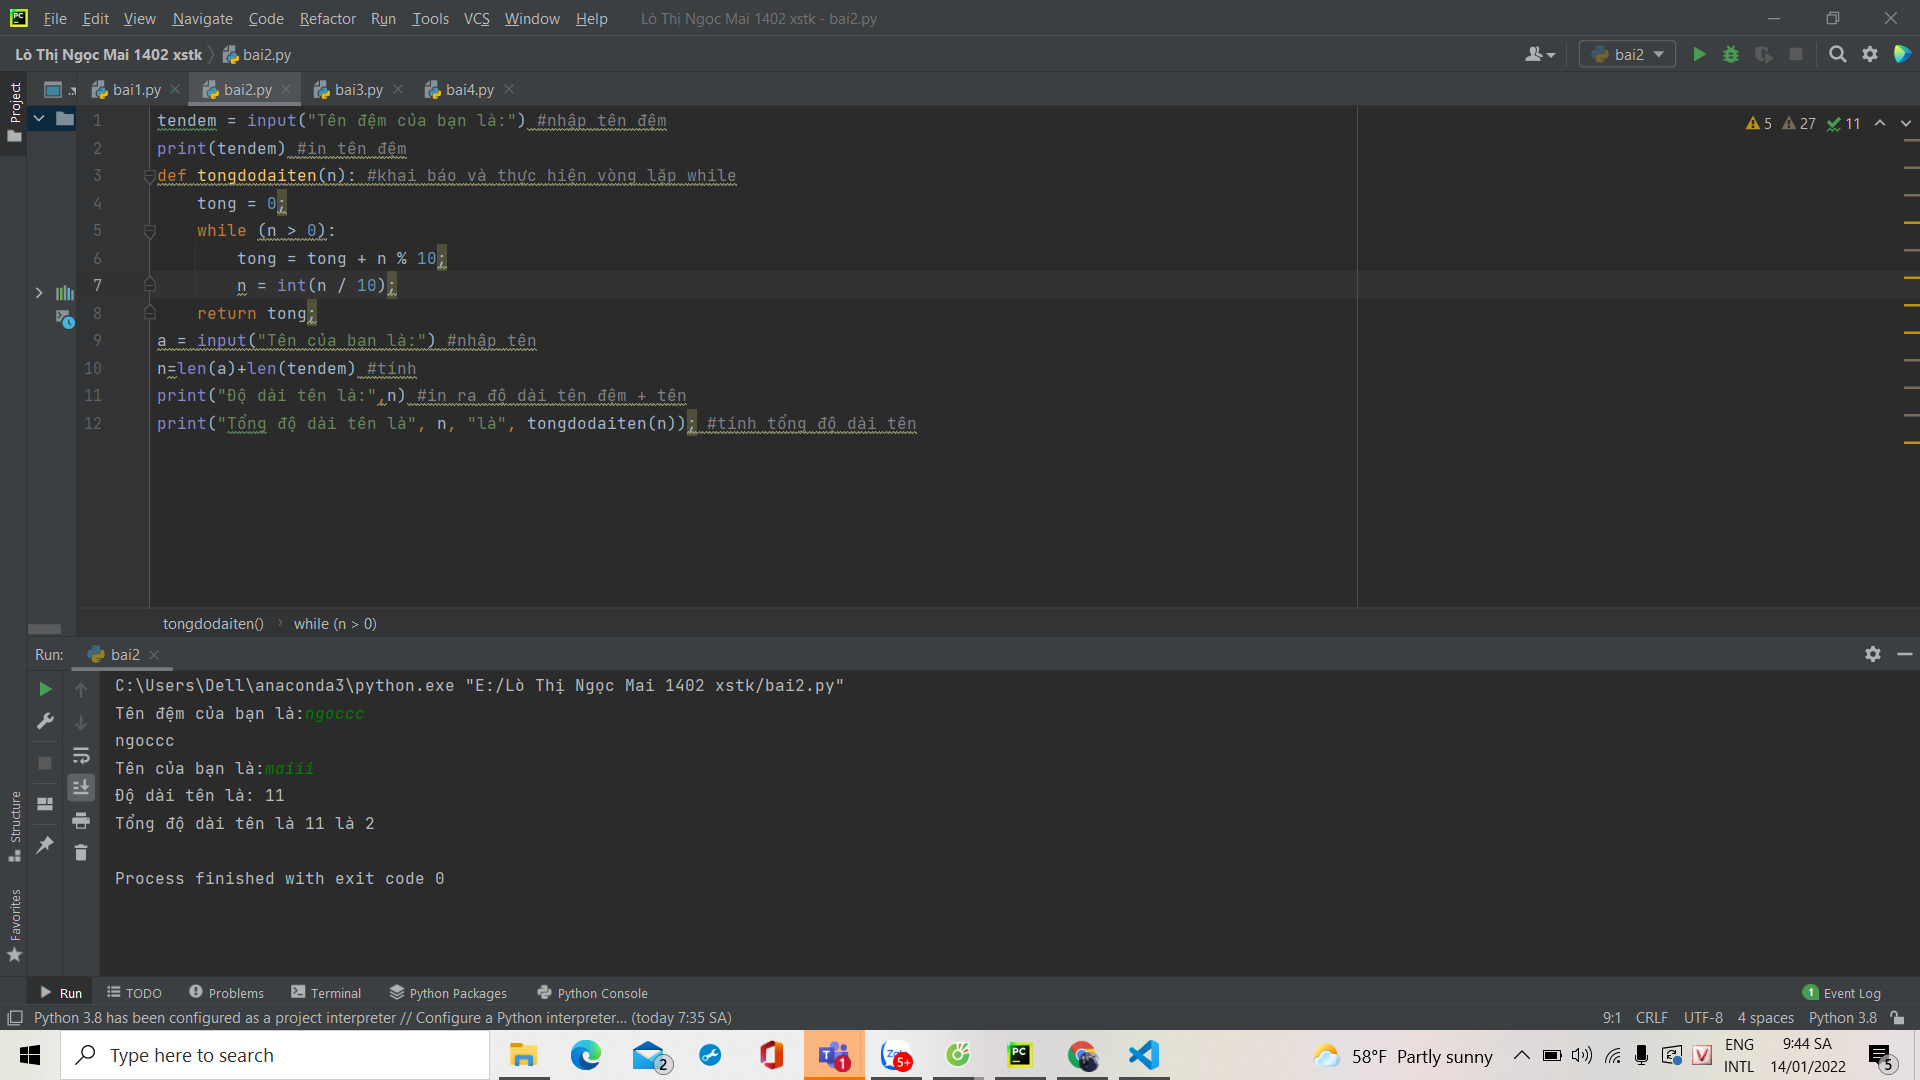 File Edit View Navigate Code Refactor Run Tools VCS Window Help Lò Thị Ngọc Mai 1402 xstk - bai2.py
Lò Thị Ngọc Mai 1402 xstk bai2.py bai2
Project
bai1.py bai2.py bai3.py bai4.py
1 tendem = input("Tên đệm của bạn là:") #nhập tên đệm
5 27 11
2 print(tendem) #in tên đệm
3 def tongdodaiten(n): #khai báo và thực hiện vòng lặp while
4 tong = 0;
5 while (n > 0):
6 tong = tong + n % 10;
7 n = int(n / 10);
8 return tong;
9 a = input("Tên của bạn là:") #nhập tên
10 n=len(a)+len(tendem) #tính
11 print("Độ dài tên là:",n) #in ra độ dài tên đệm + tên
12 print("Tổng độ dài tên là", n, "là", tongdodaiten(n)); #tính tổng độ dài tên
tongdodaiten() while (n > 0)
Run: bai2
C:\Users\Dell\anaconda3\python.exe "E:/Lò Thị Ngọc Mai 1402 xstk/bai2.py"
Tên đệm của bạn là:ngoccc
ngoccc
Tên của bạn là:maiii
Độ dài tên là: 11
Tổng độ dài tên là 11 là 2
Process finished with exit code 0
Structure
Favorites
Run TODO Problems Terminal Python Packages Python Console 1 Event Log
Python 3.8 has been configured as a project interpreter // Configure a Python interpreter... (today 7:35 SA) 9:1 CRLF UTF-8 4 spaces Python 3.8
Type here to search 2 1 5+ PC 58°F Partly sunny ENG 9:44 SA
INTL 14/01/2022 5